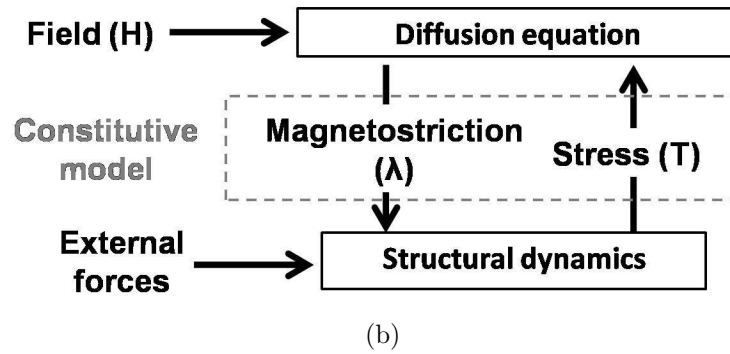 Field (H)
Diffusion equation
Constitutive
model
Magnetostriction
(λ)
Stress (T)
External
forces
Structural dynamics
(b)